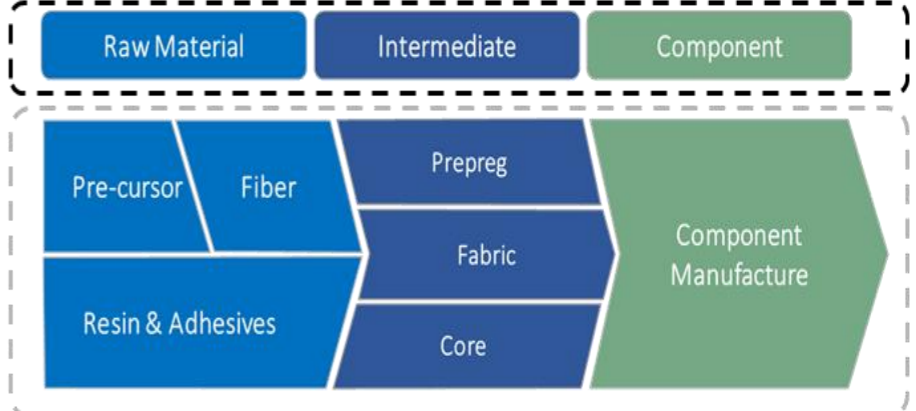 Raw Material
Intermediate
Component
Pre-cursor
Fiber
Resin & Adhesives
Prepreg
Fabric
Core
Component
Manufacture